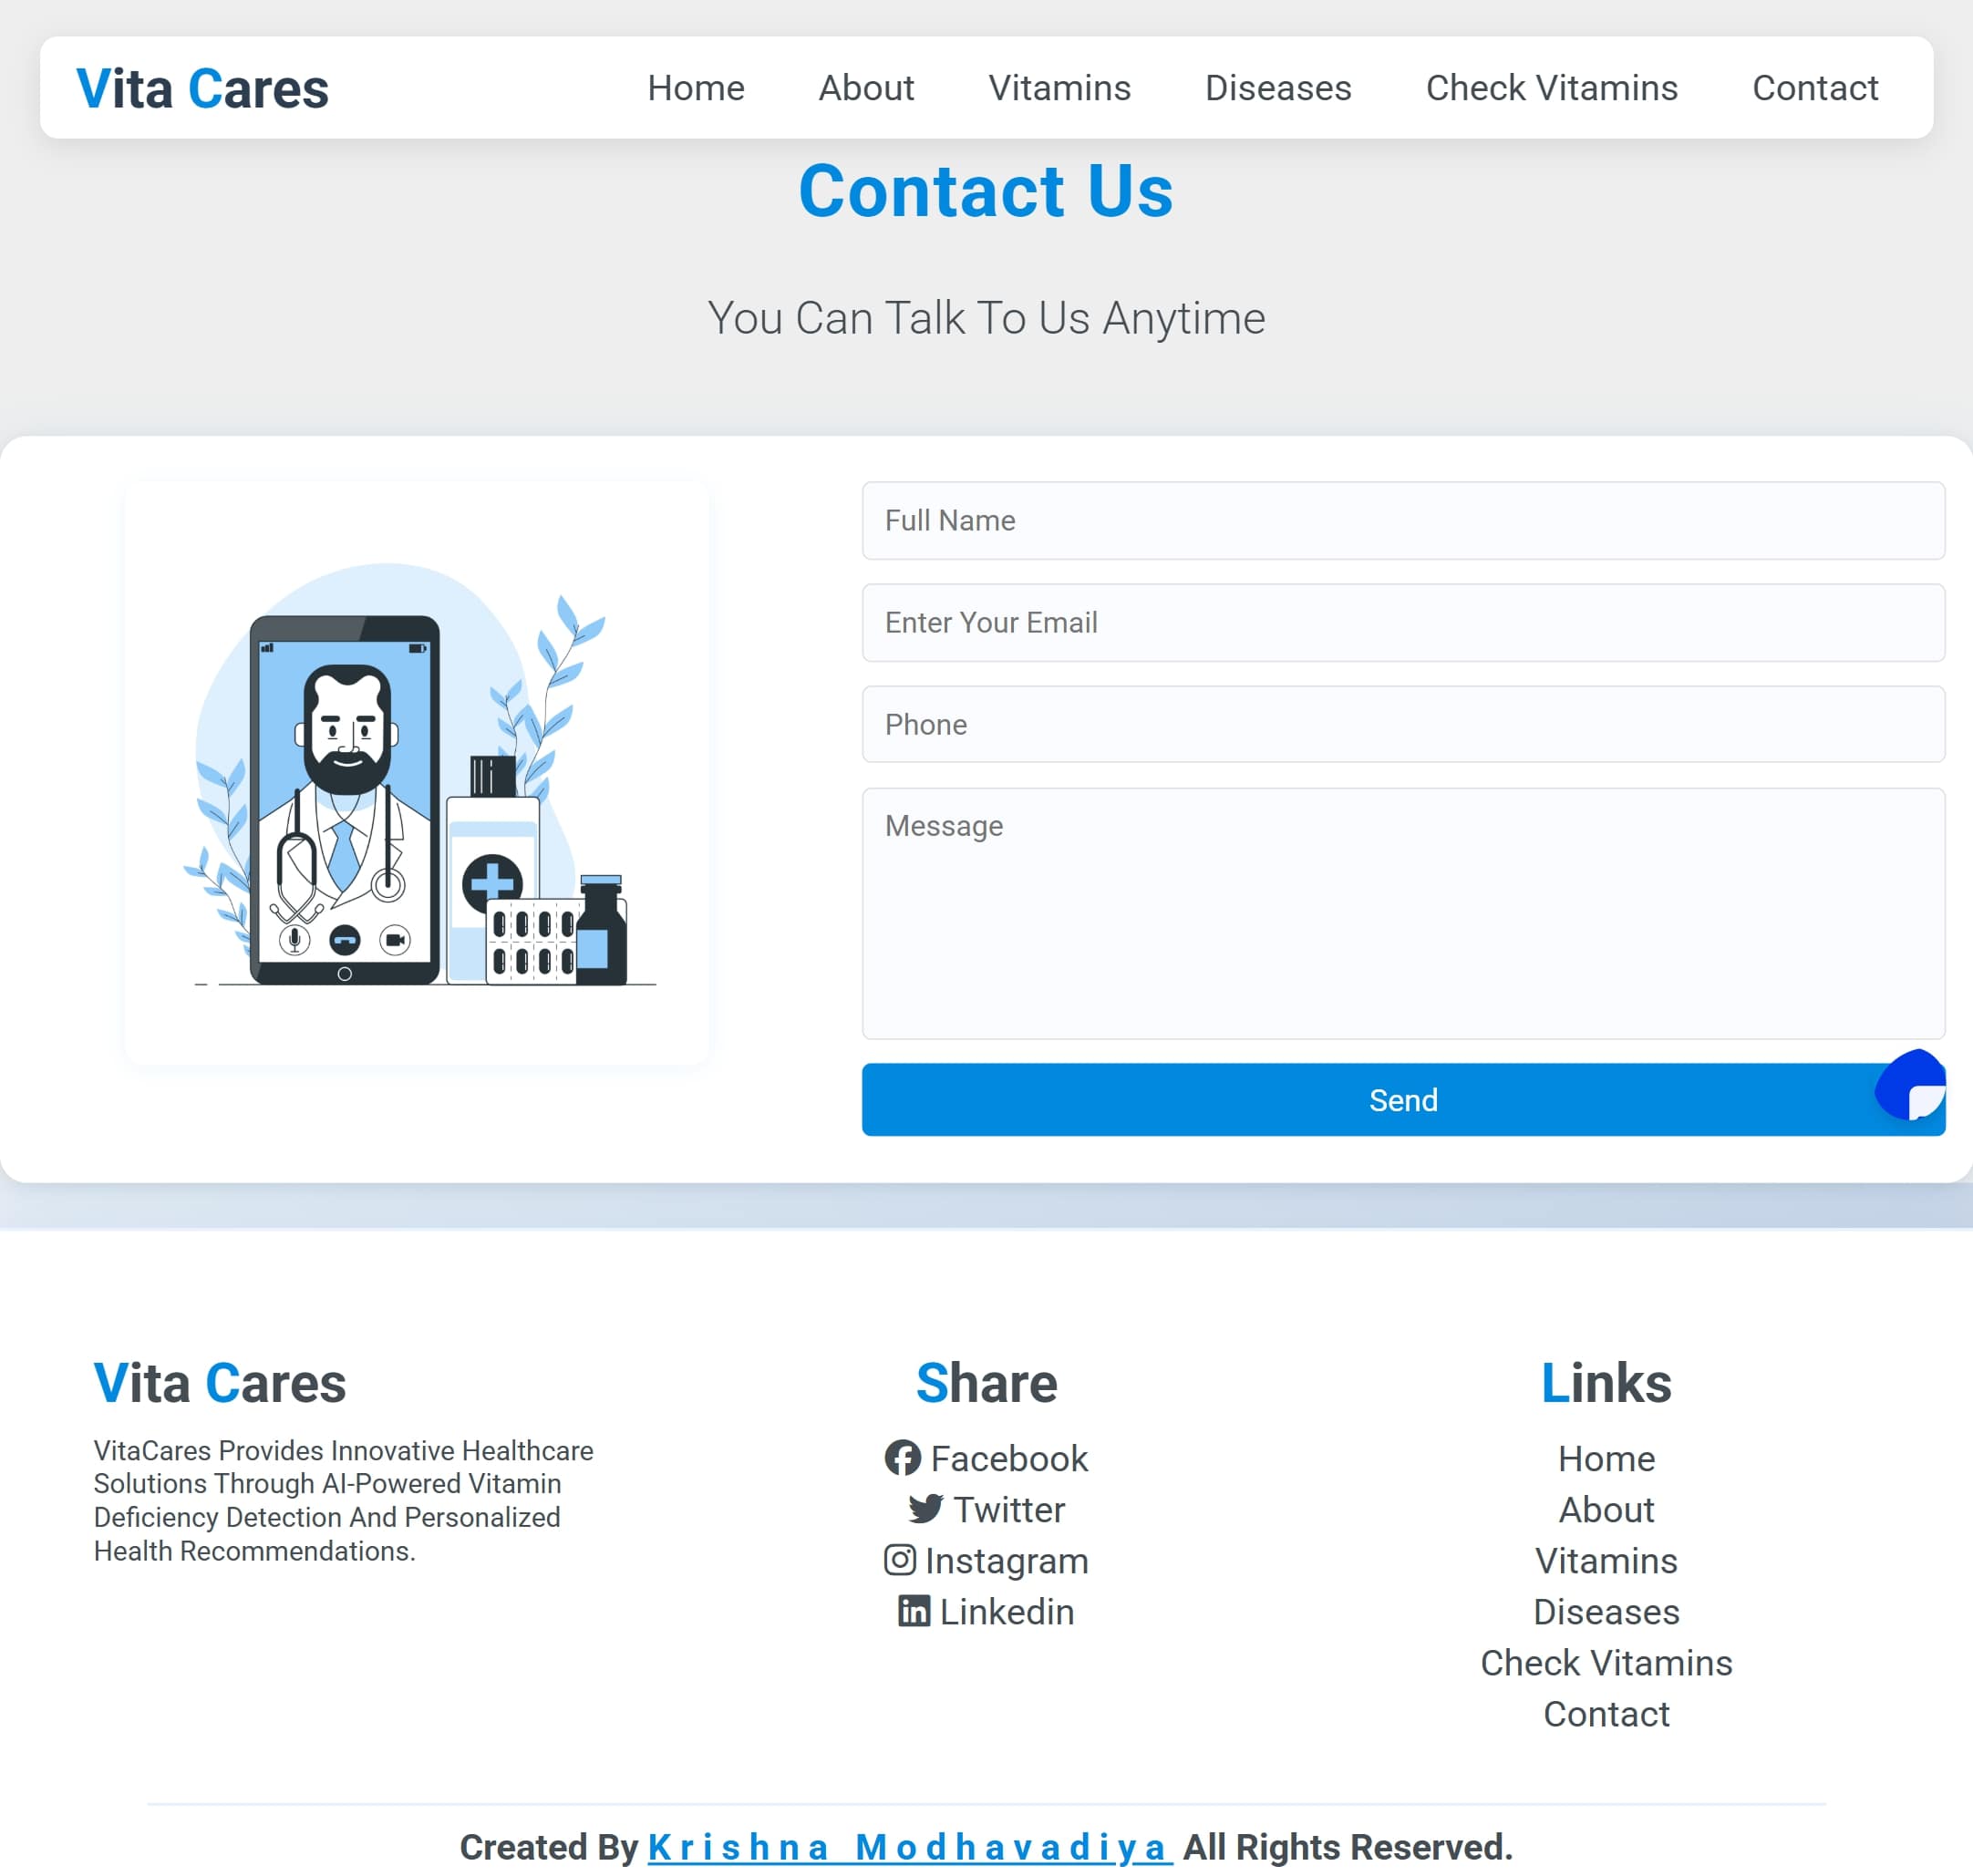 Vita Cares
Home About Vitamins Diseases Check Vitamins Contact
Contact Us
You Can Talk To Us Anytime
Full Name
Enter Your Email
Phone
Message
Send
Vita Cares
VitaCares Provides Innovative Healthcare
Solutions Through AI-Powered Vitamin
Deficiency Detection And Personalized
Health Recommendations.
Share
Facebook
Twitter
Instagram
Linkedin
Links
Home
About
Vitamins
Diseases
Check Vitamins
Contact
Created By Krishna Modhavadiya All Rights Reserved.